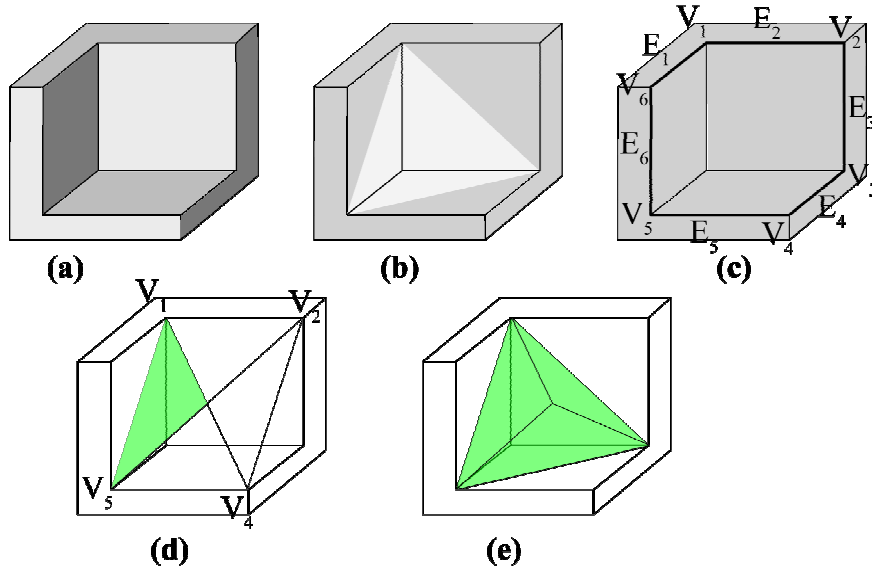 V1 E2 V2
E1
V6
E3
E6
V3
V5 E5 V4 E4
(a) (b) (c)
V1 V2
V5 V4
(d) (e)